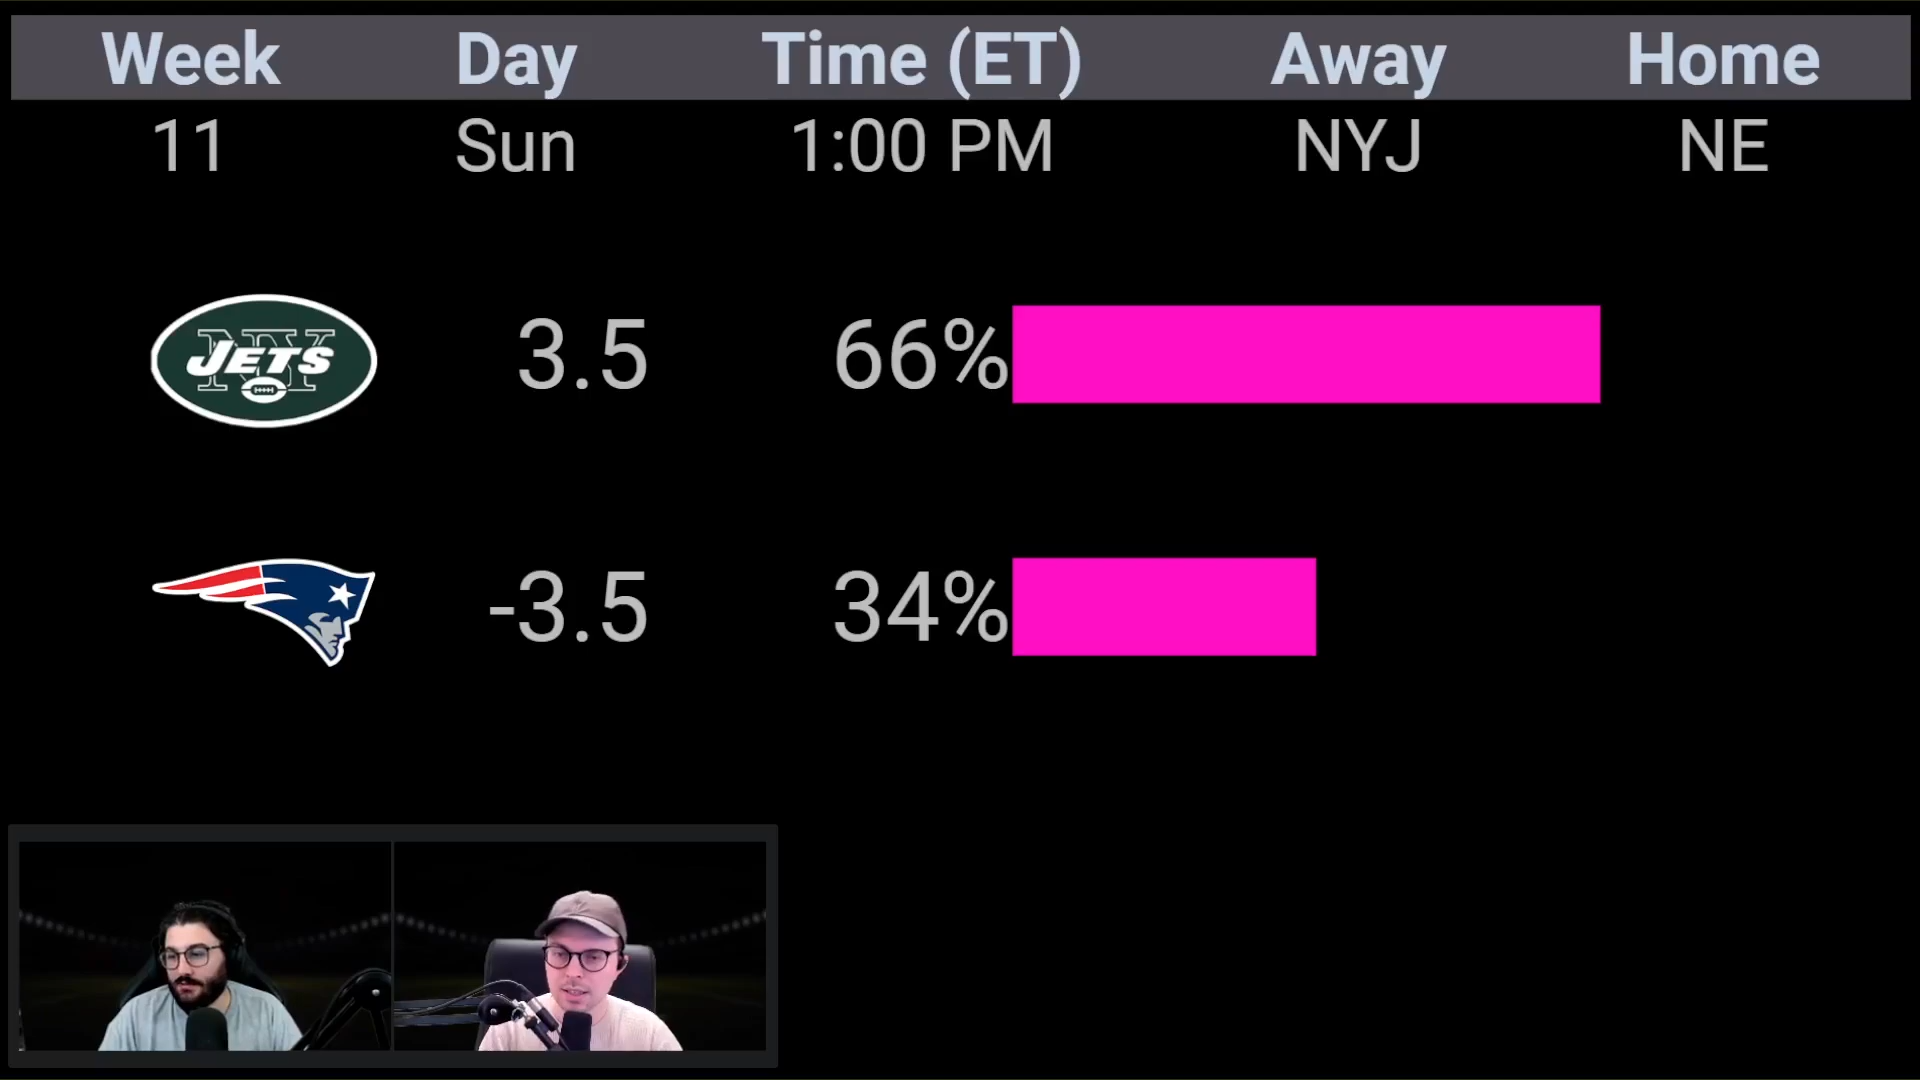 Week Day Time (ET) Away Home
11 Sun 1:00 PM NYJ NE
NY
JETS
3.5 66%
-3.5 34%